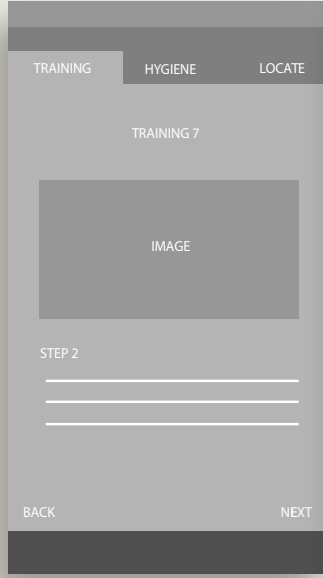 TRAINING HYGIENE LOCATE
TRAINING 7
IMAGE
STEP 2
BACK NEXT